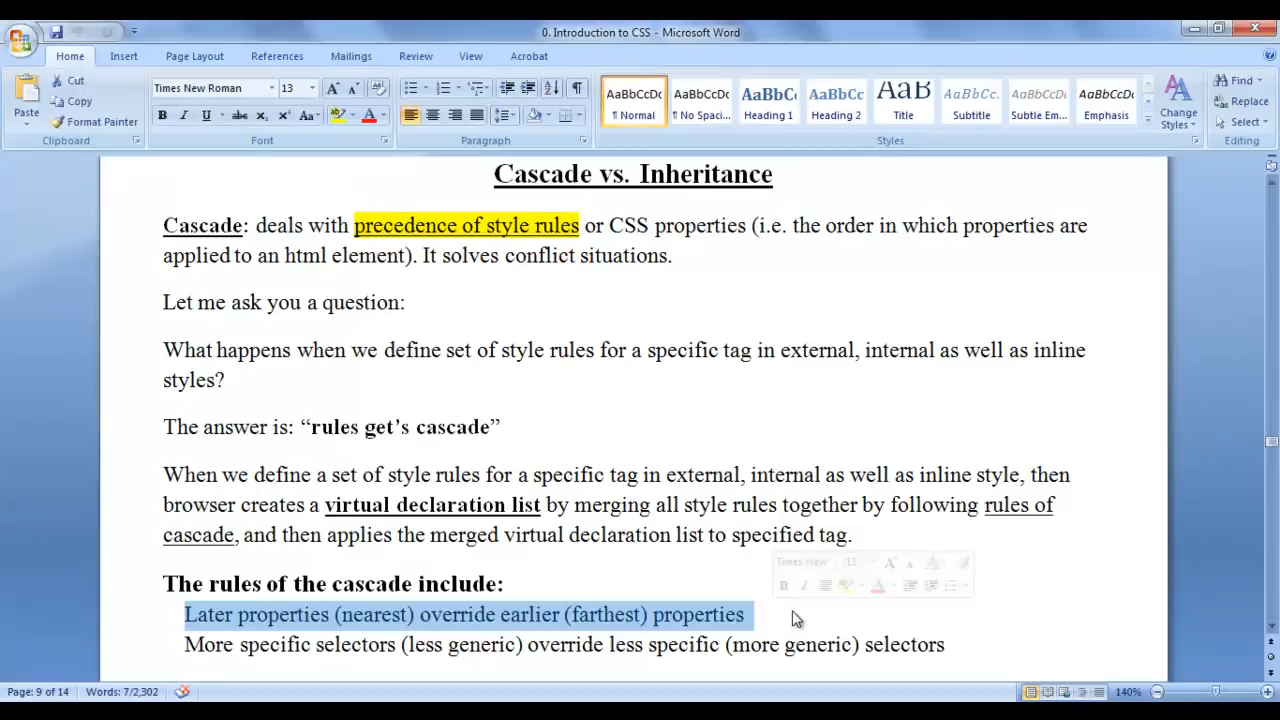 0. Introduction to CSS - Microsoft Word
Home Insert Page Layout References Mailings Review View Acrobat
Paste
Cut
Copy
Format Painter
Clipboard
Times New Roman 13
Font
Paragraph
AaBbCcDc AaBbCcDc AaBbC AaBbCc AaB AaBbCc. AaBbCcDc AaBbCcDc
¶ Normal ¶ No Spaci... Heading 1 Heading 2 Title Subtitle Subtle Em... Emphasis
Change Styles
Styles
Find
Replace
Select
Editing
Cascade vs. Inheritance
Cascade: deals with precedence of style rules or CSS properties (i.e. the order in which properties are
applied to an html element). It solves conflict situations.
Let me ask you a question:
What happens when we define set of style rules for a specific tag in external, internal as well as inline
styles?
The answer is: “rules get’s cascade”
When we define a set of style rules for a specific tag in external, internal as well as inline style, then
browser creates a virtual declaration list by merging all style rules together by following rules of
cascade, and then applies the merged virtual declaration list to specified tag.
Times New 13
The rules of the cascade include:
Later properties (nearest) override earlier (farthest) properties
More specific selectors (less generic) override less specific (more generic) selectors
Page: 9 of 14 Words: 7/2,302 140%